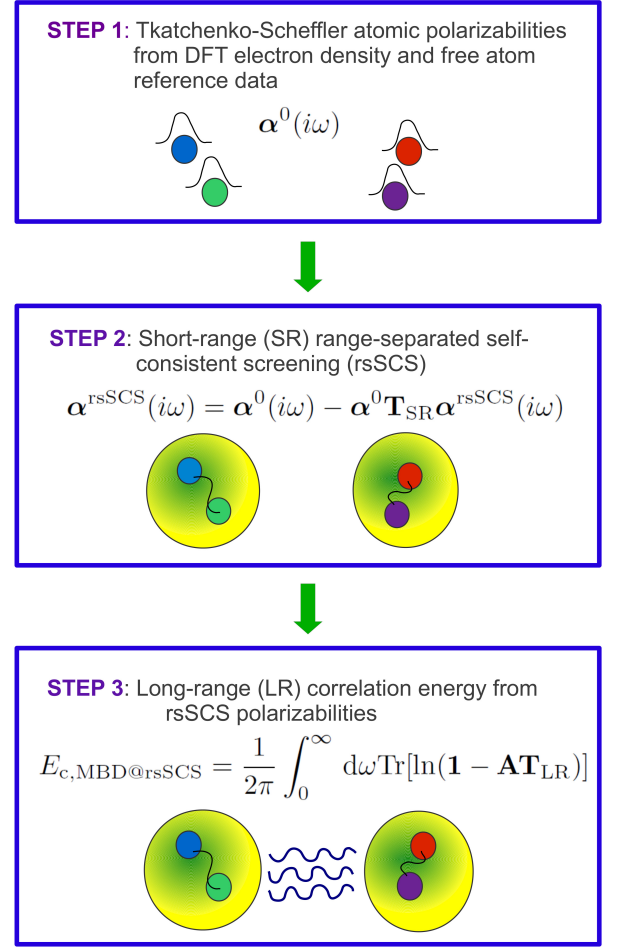 STEP 1: Tkatchenko-Scheffler atomic polarizabilities
from DFT electron density and free atom
reference data
α⁰(iω)
STEP 2: Short-range (SR) range-separated self-
consistent screening (rsSCS)
α^rsSCS(iω) = α⁰(iω) − α⁰T_SR α^rsSCS(iω)
STEP 3: Long-range (LR) correlation energy from
rsSCS polarizabilities
E_c,MBD@rsSCS = 1/2π ∫₀^∞ dωTr[ln(1 − AT_LR)]